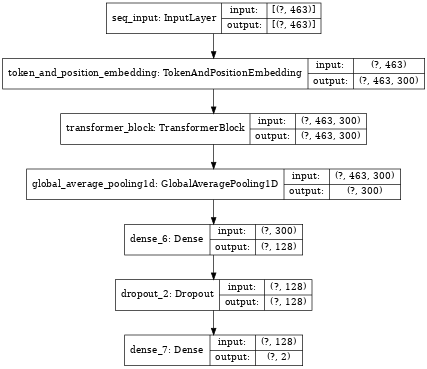 seq_input: InputLayer input: [(?, 463)]
output: [(?, 463)]
token_and_position_embedding: TokenAndPositionEmbedding input: (?, 463)
output: (?, 463, 300)
transformer_block: TransformerBlock input: (?, 463, 300)
output: (?, 463, 300)
global_average_pooling1d: GlobalAveragePooling1D input: (?, 463, 300)
output: (?, 300)
dense_6: Dense input: (?, 300)
output: (?, 128)
dropout_2: Dropout input: (?, 128)
output: (?, 128)
dense_7: Dense input: (?, 128)
output: (?, 2)